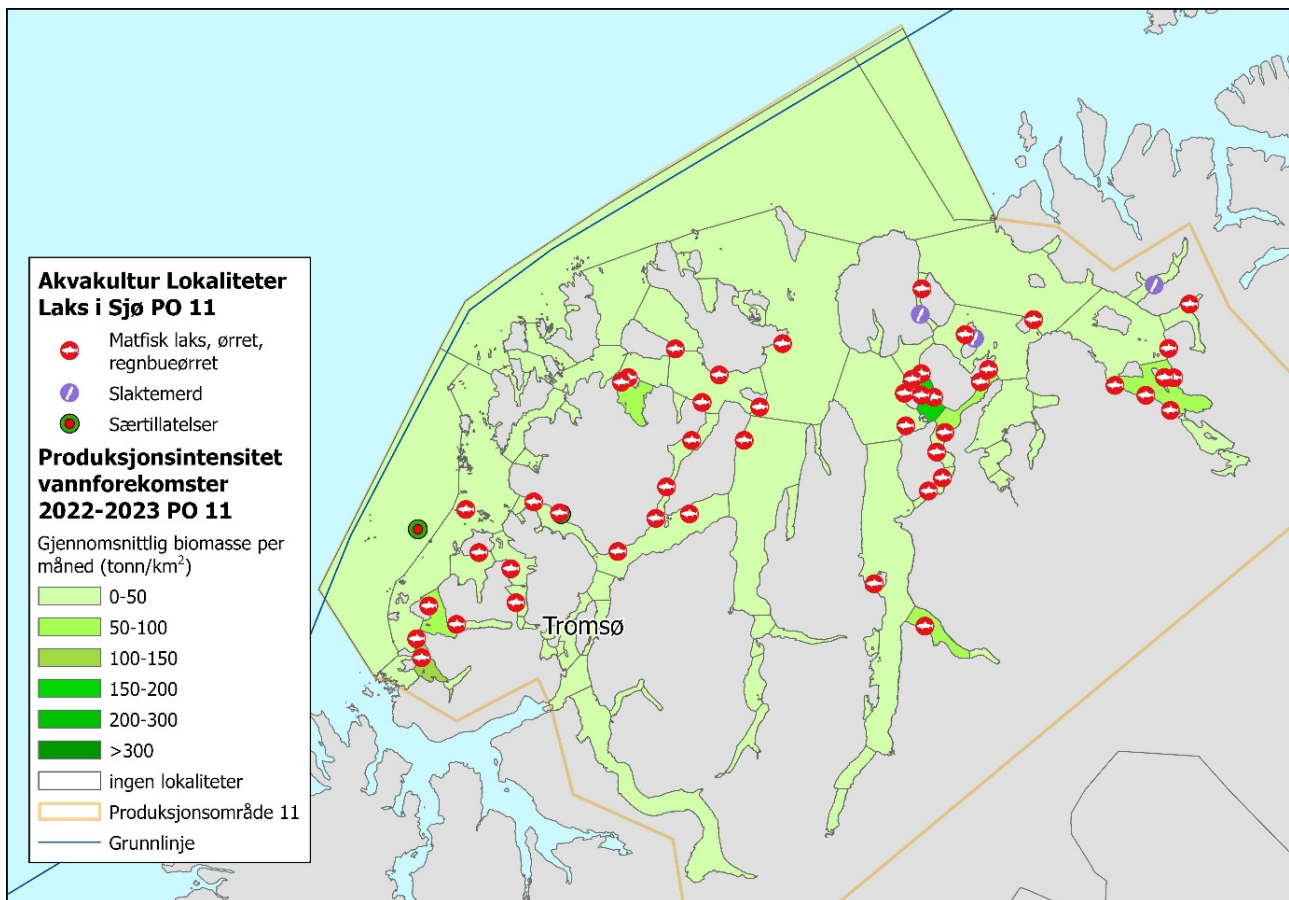 Akvakultur Lokaliteter
Laks i Sjø PO 11
Matfisk laks, ørret,
regnbueørret
Slaktemerd
Særtillatelser
Produksjonsintensitet
vannforekomster
2022-2023 PO 11
Gjennomsnittlig biomasse per
måned (tonn/km²)
0-50
50-100
100-150
150-200
200-300
>300
ingen lokaliteter
Produksjonsområde 11
Grunnlinje
Tromsø